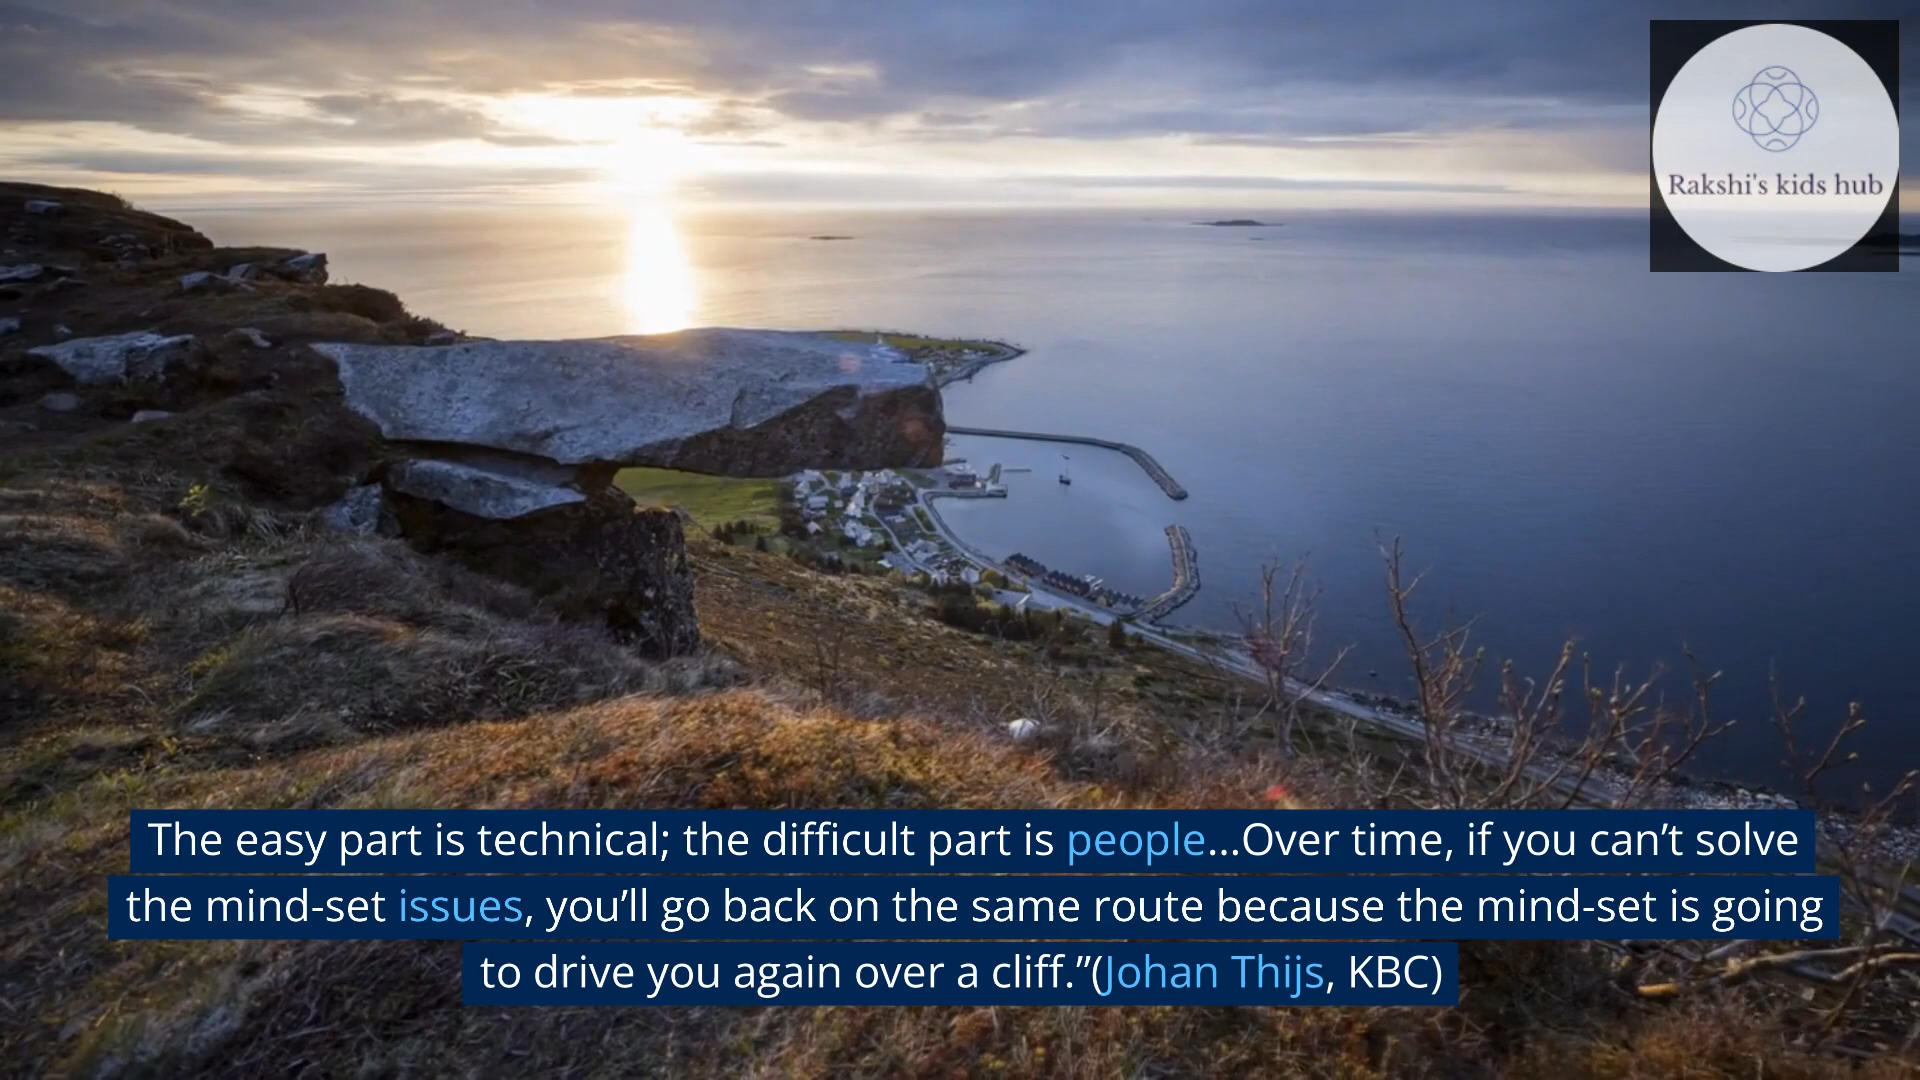 Rakshi's kids hub
The easy part is technical; the difficult part is people...Over time, if you can’t solve
the mind-set issues, you’ll go back on the same route because the mind-set is going
to drive you again over a cliff.”(Johan Thijs, KBC)